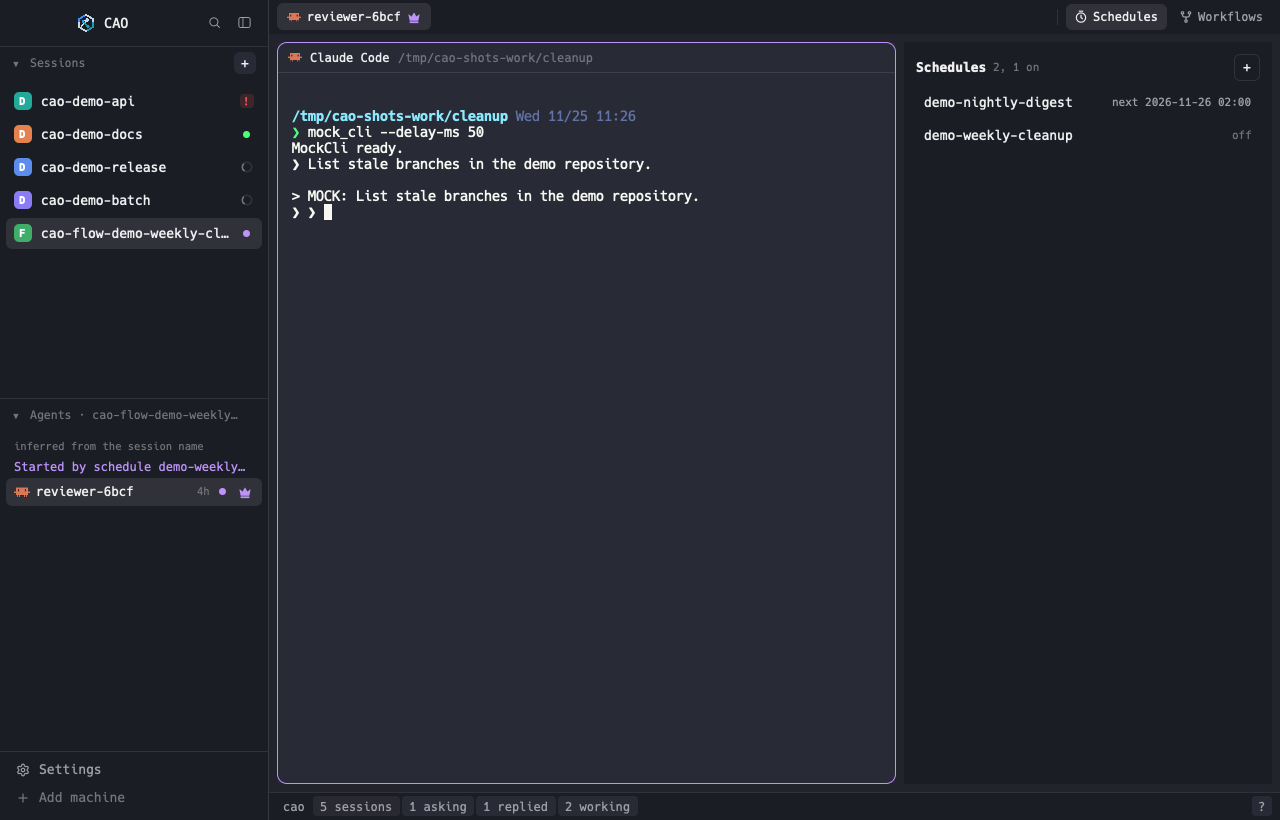 CAO
Sessions
+
D cao-demo-api !
D cao-demo-docs
D cao-demo-release
D cao-demo-batch
F cao-flow-demo-weekly-cl…
Agents · cao-flow-demo-weekly…
inferred from the session name
Started by schedule demo-weekly…
reviewer-6bcf 4h
Settings
+ Add machine
reviewer-6bcf
Schedules
Workflows
Claude Code /tmp/cao-shots-work/cleanup
/tmp/cao-shots-work/cleanup Wed 11/25 11:26
❯ mock_cli --delay-ms 50
MockCli ready.
❯ List stale branches in the demo repository.
> MOCK: List stale branches in the demo repository.
❯ ❯
Schedules 2, 1 on +
demo-nightly-digest next 2026-11-26 02:00
demo-weekly-cleanup off
cao 5 sessions 1 asking 1 replied 2 working ?